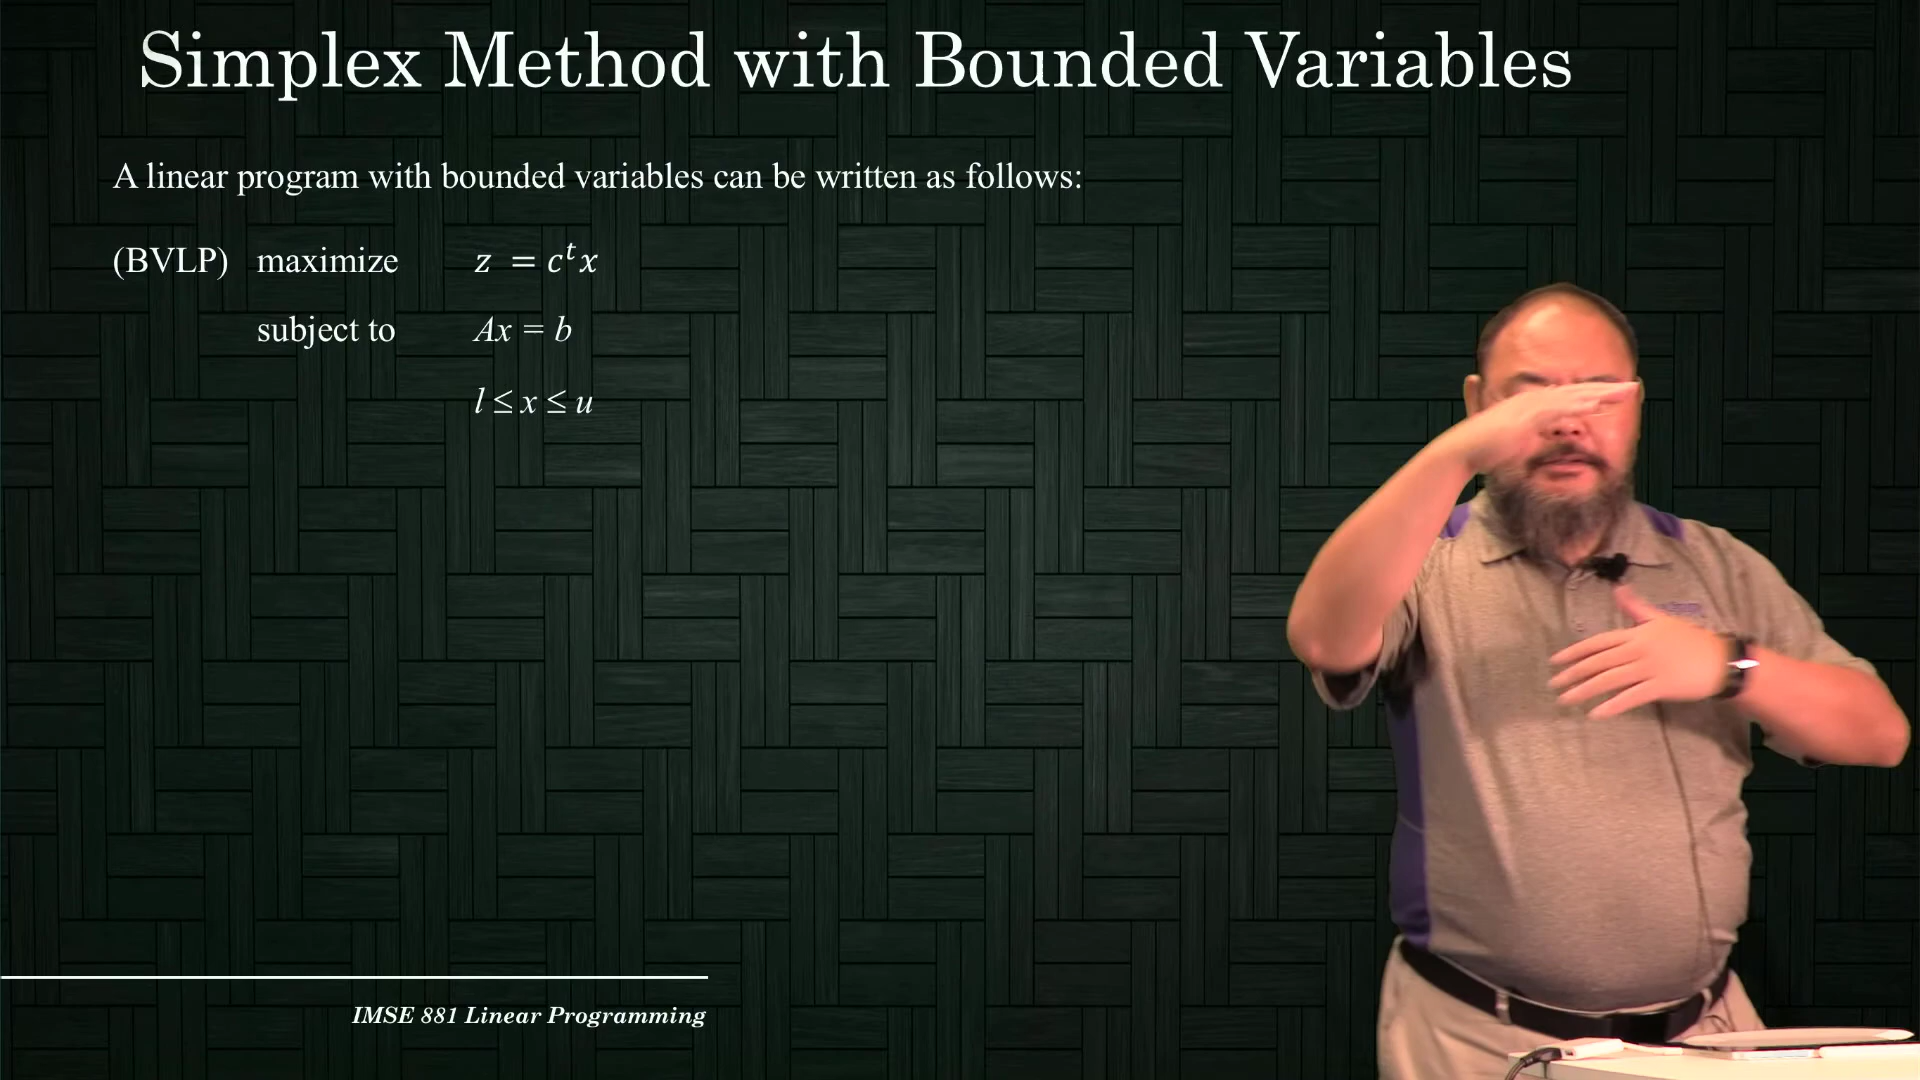 Simplex Method with Bounded Variables
A linear program with bounded variables can be written as follows:
(BVLP) maximize z = cᵗx
subject to Ax = b
l ≤ x ≤ u
IMSE 881 Linear Programming